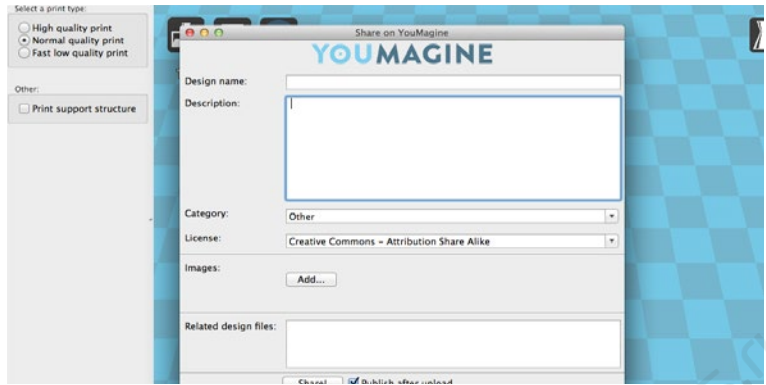 Select a print type:
High quality print
Normal quality print
Fast low quality print
Other:
Print support structure
Share on YouMagine
YOUMAGINE
Design name:
Description:
Category:
Other
License:
Creative Commons - Attribution Share Alike
Images:
Add...
Related design files:
Share!
Publish after upload